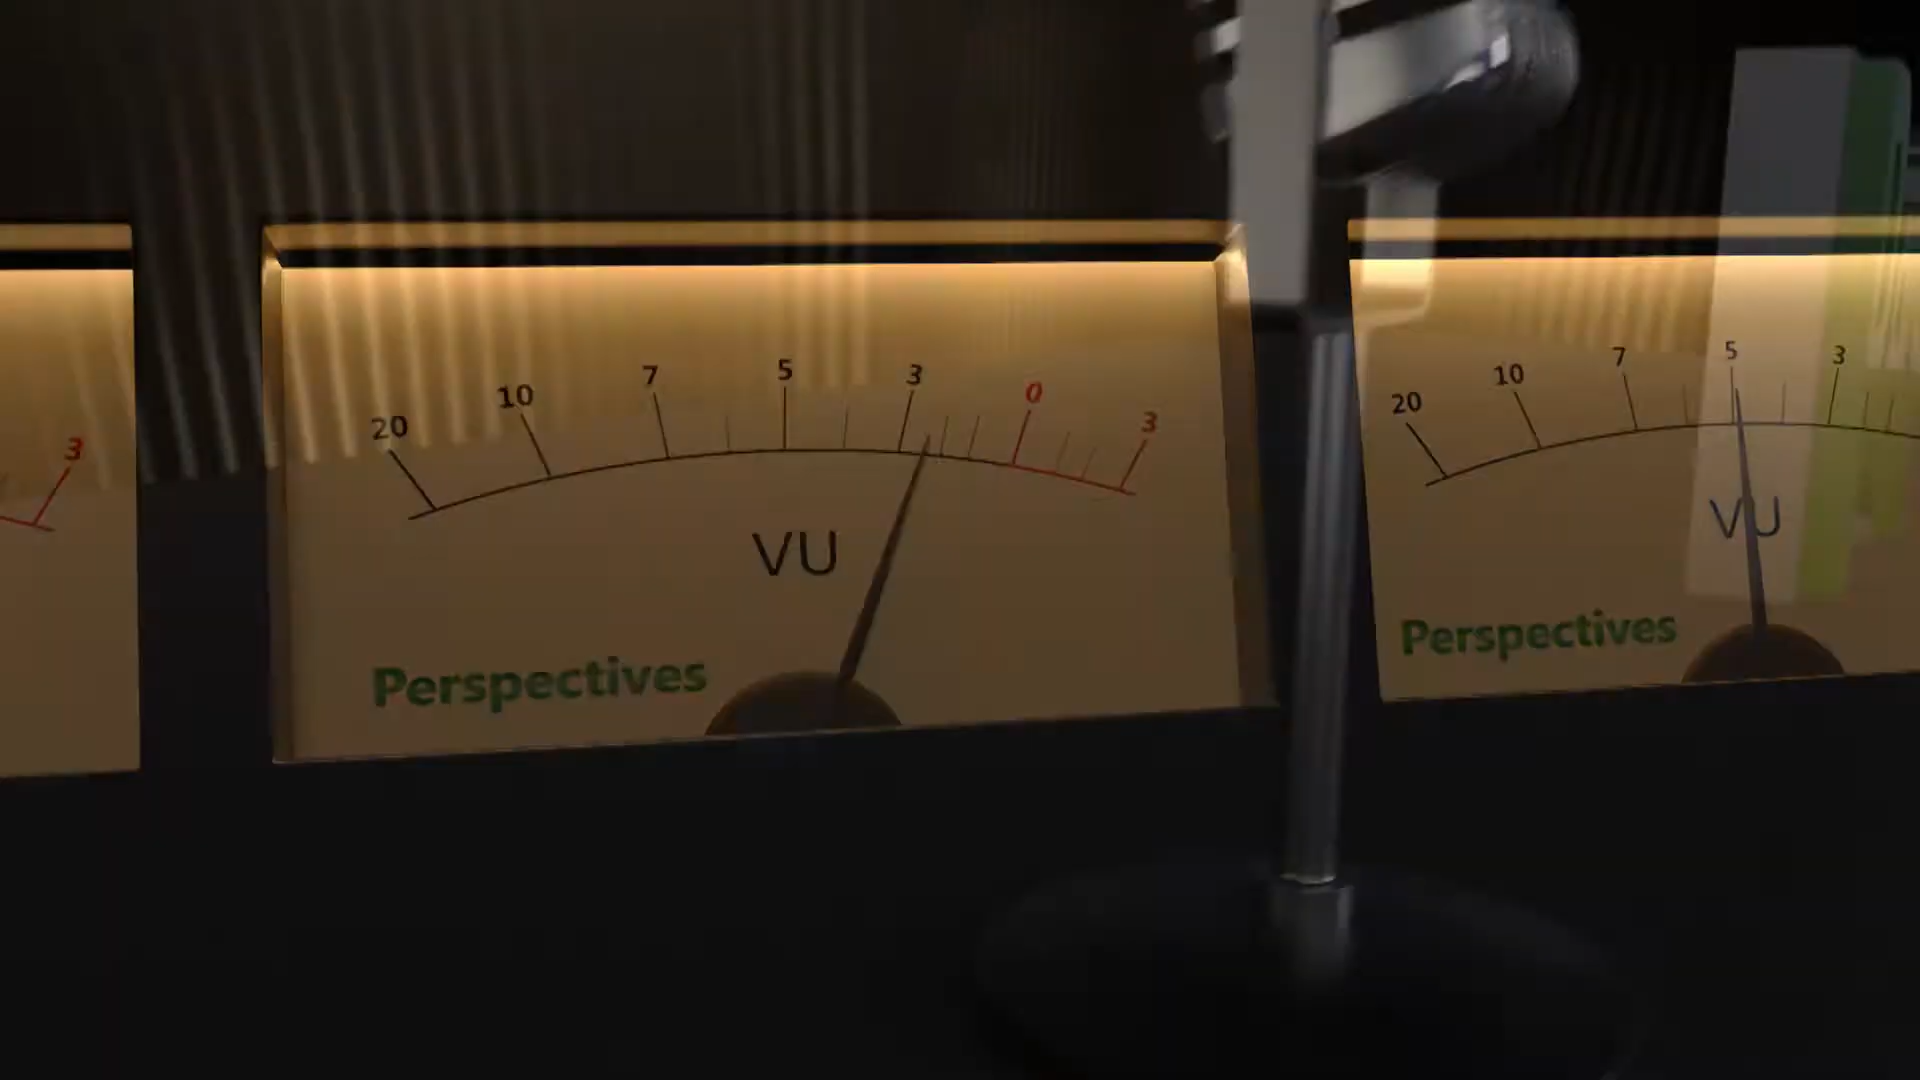 3
20 10 7 5 3 0 3
VU
Perspectives
20 10 7 5 3
VU
Perspectives